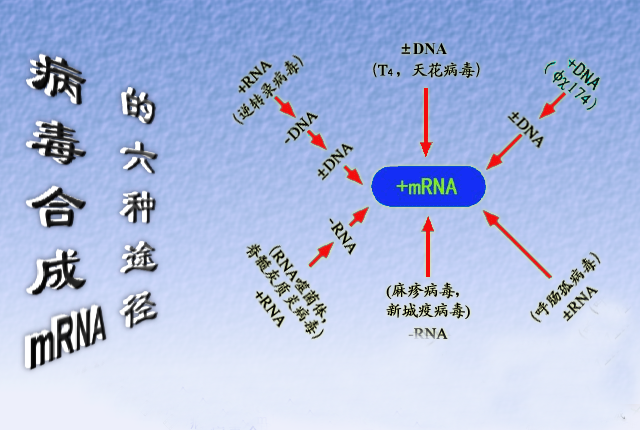 病毒合成
mRNA
的六种途径
±DNA
(T₄，天花病毒)
+RNA
(逆转录病毒)
-DNA
±DNA
+DNA
(φχ174)
±DNA
+mRNA
-RNA
(RNA噬菌体，
脊髓灰质炎病毒)
+RNA
(麻疹病毒，
新城疫病毒)
-RNA
(呼肠孤病毒)
±RNA